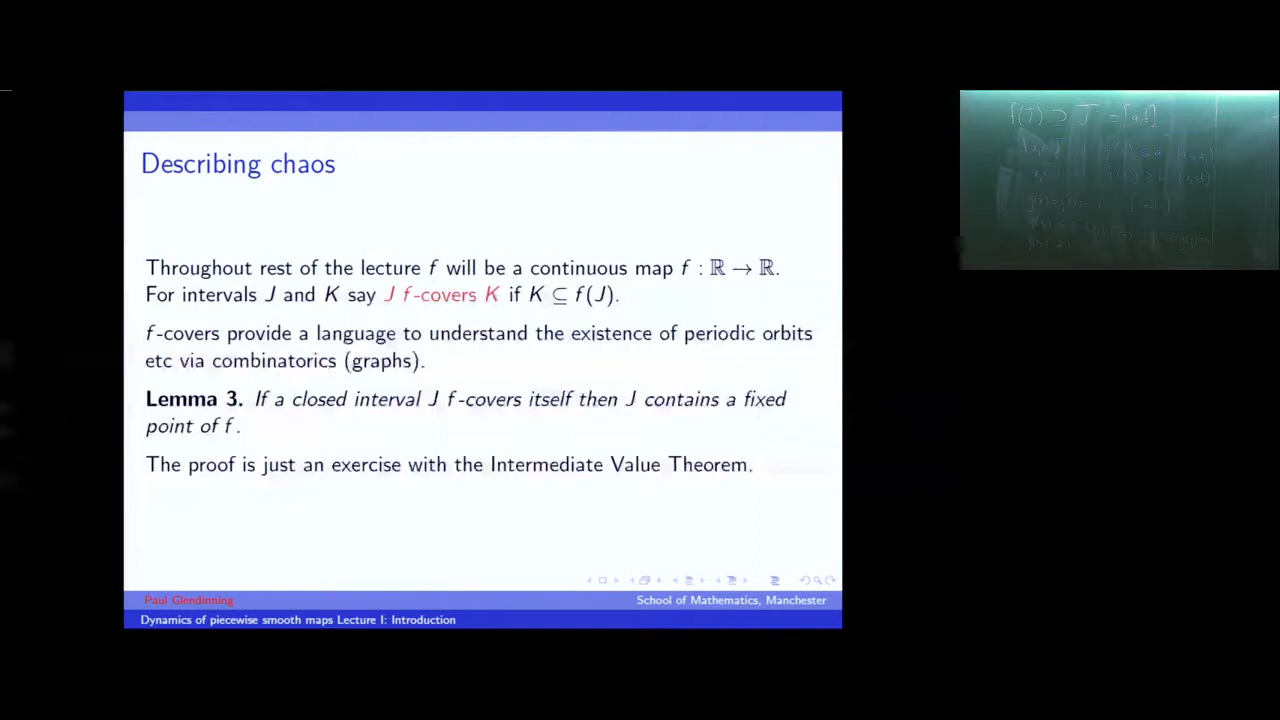 Describing chaos
Throughout rest of the lecture f will be a continuous map f : ℝ → ℝ.
For intervals J and K say J f-covers K if K ⊆ f(J).
f-covers provide a language to understand the existence of periodic orbits
etc via combinatorics (graphs).
Lemma 3. If a closed interval J f-covers itself then J contains a fixed
point of f.
The proof is just an exercise with the Intermediate Value Theorem.
Paul Glendinning
School of Mathematics, Manchester
Dynamics of piecewise smooth maps Lecture I: Introduction
f(J) ⊃ J = [a,b]